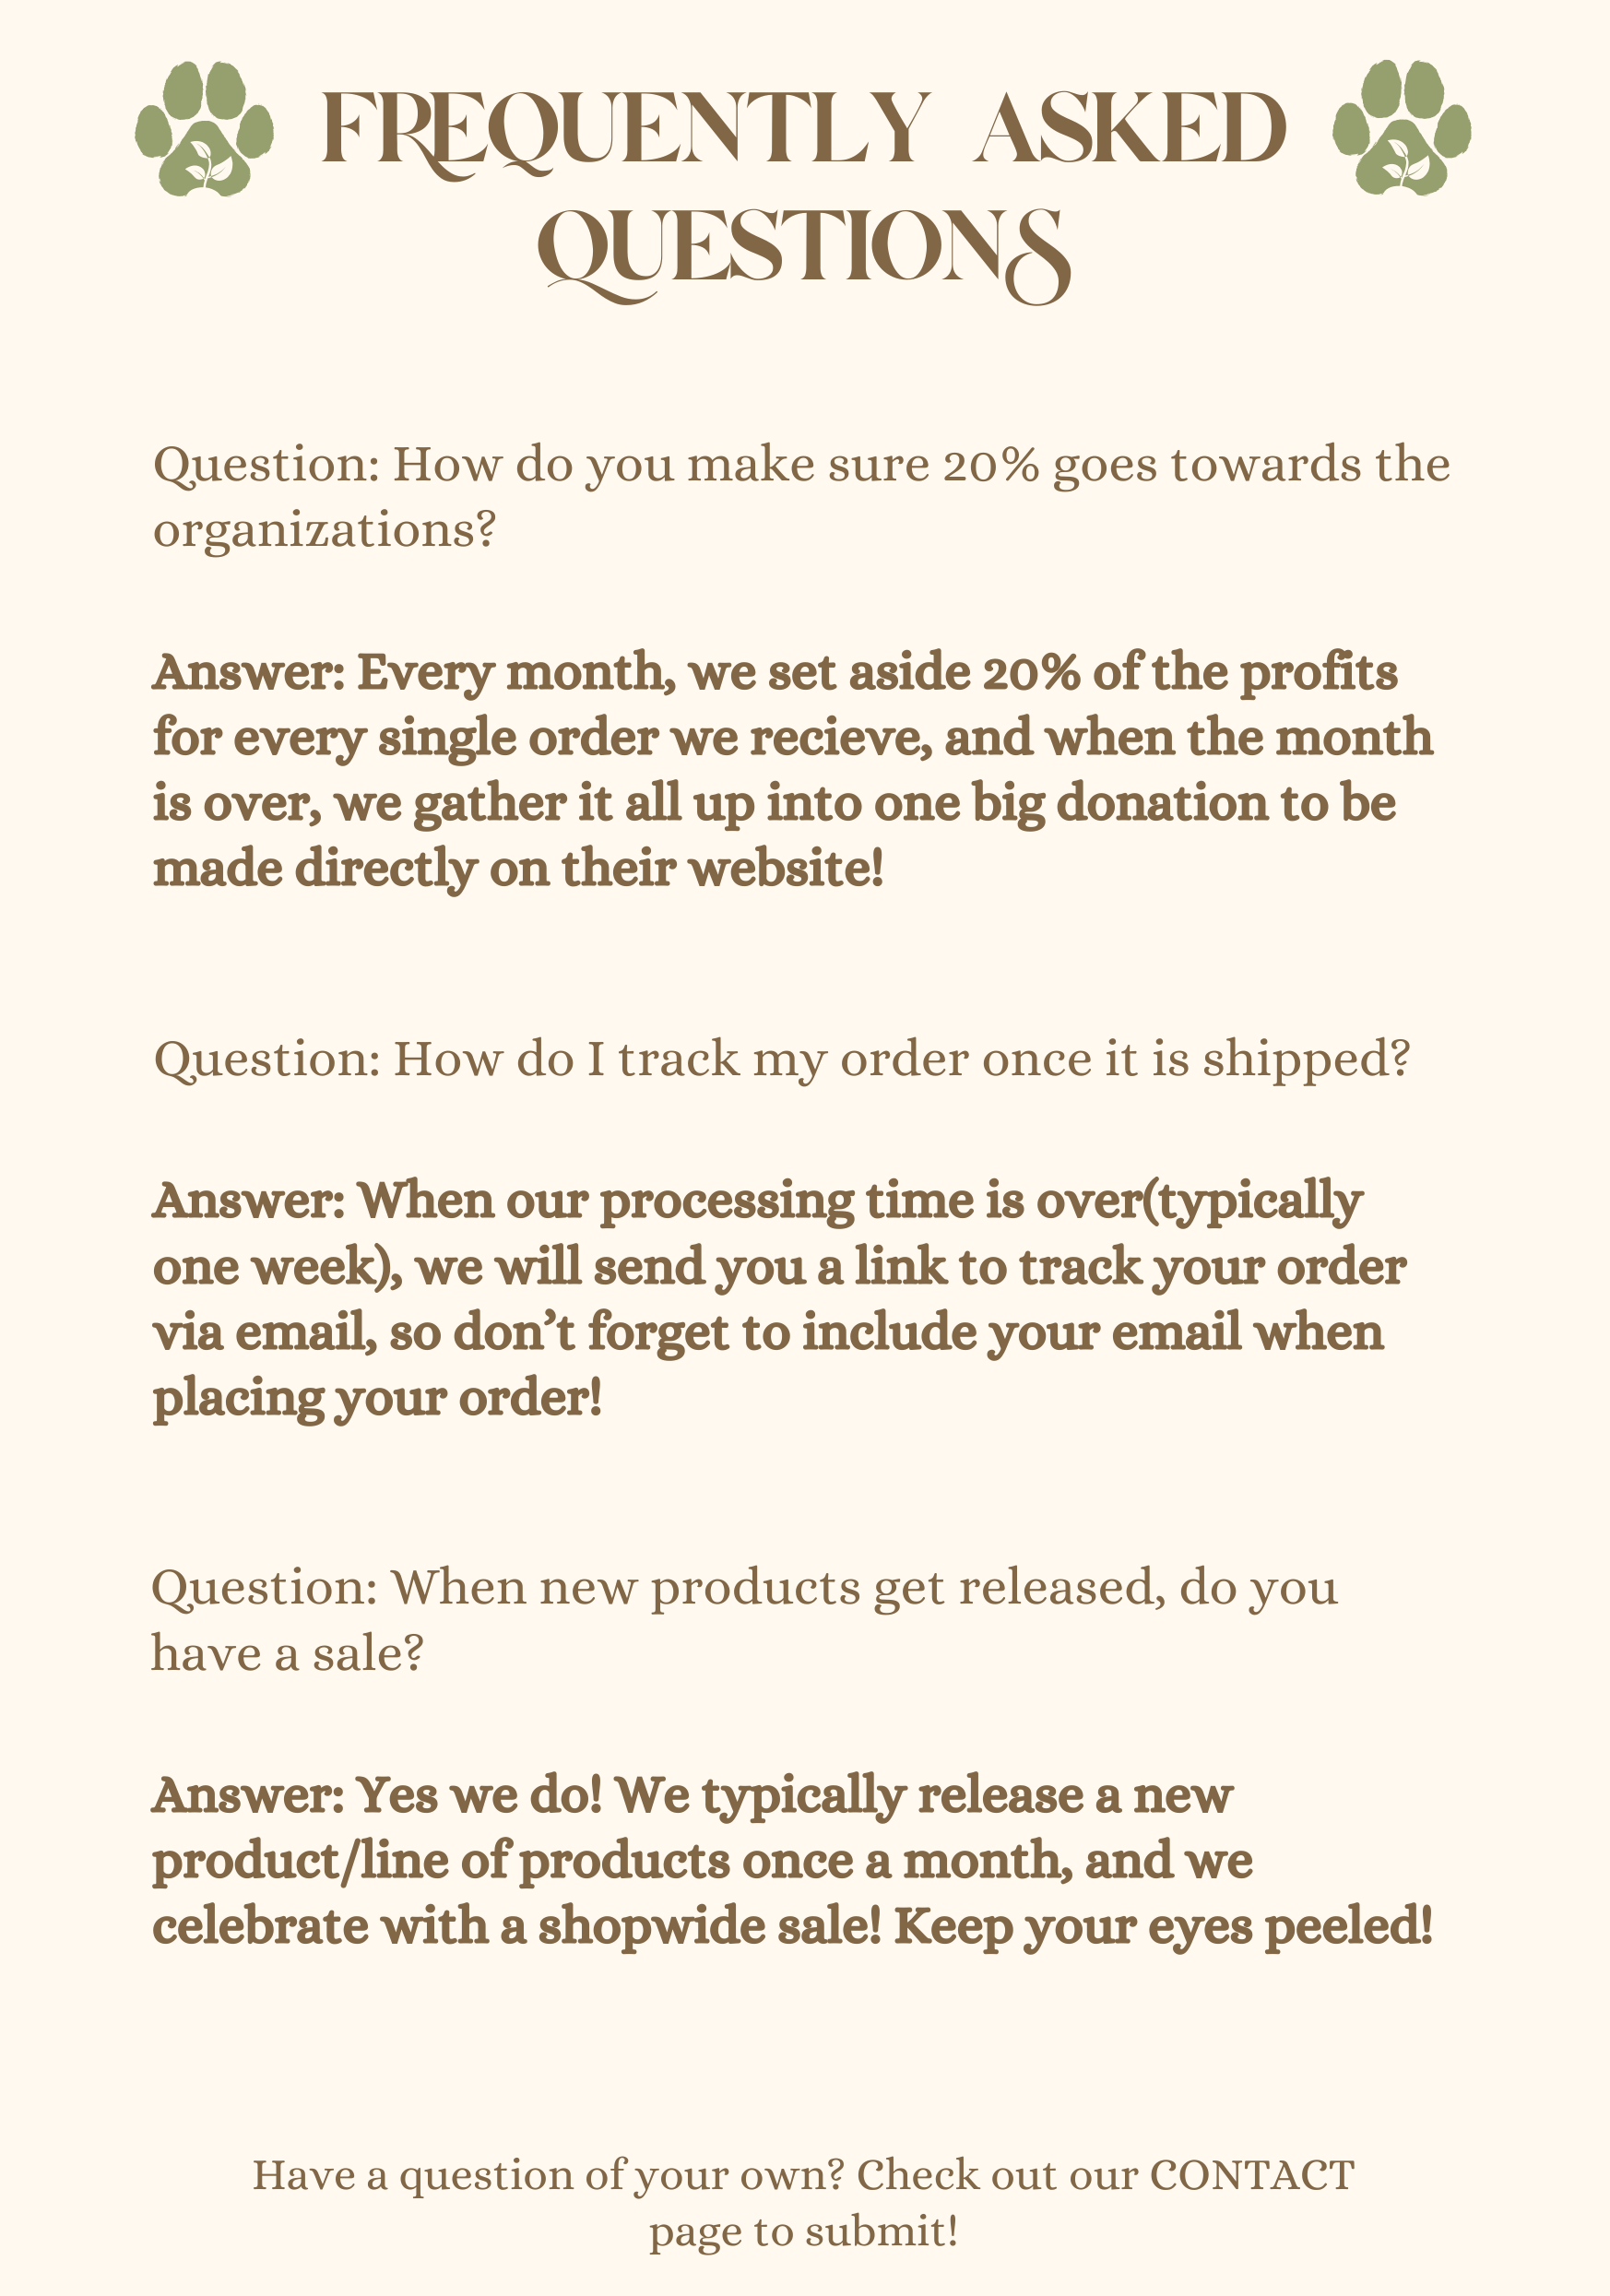 FREQUENTLY ASKED
QUESTIONS
Question: How do you make sure 20% goes towards the
organizations?
Answer: Every month, we set aside 20% of the profits
for every single order we recieve, and when the month
is over, we gather it all up into one big donation to be
made directly on their website!
Question: How do I track my order once it is shipped?
Answer: When our processing time is over(typically
one week), we will send you a link to track your order
via email, so don’t forget to include your email when
placing your order!
Question: When new products get released, do you
have a sale?
Answer: Yes we do! We typically release a new
product/line of products once a month, and we
celebrate with a shopwide sale! Keep your eyes peeled!
Have a question of your own? Check out our CONTACT
page to submit!